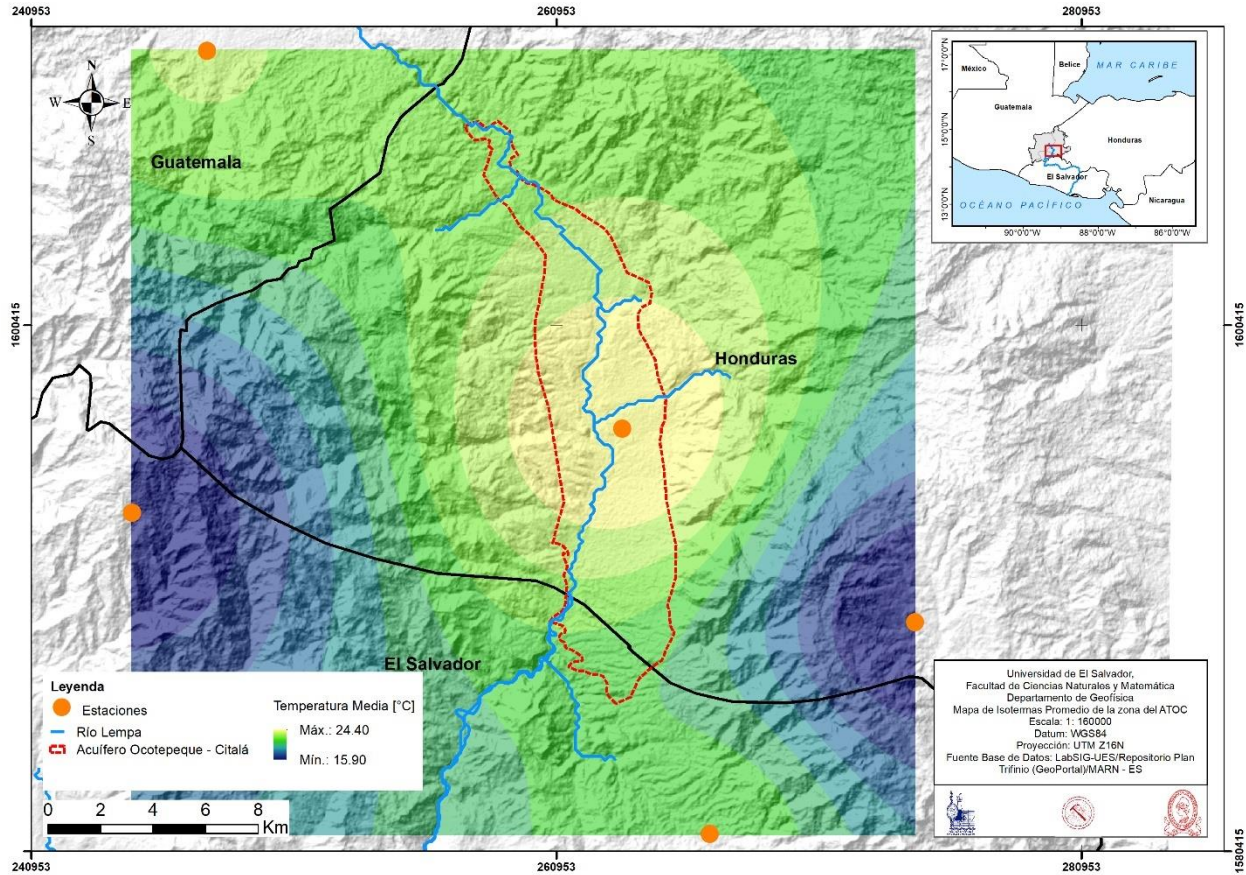 240953
260953
280953
N
W
E
S
Guatemala
Honduras
El Salvador
1600415
1600415
1580415
17°0'0"N
15°0'0"N
13°0'0"N
México
Belice
MAR CARIBE
Guatemala
Honduras
El Salvador
Nicaragua
OCÉANO PACÍFICO
90°0'0"W
88°0'0"W
86°0'0"W
Leyenda
Estaciones
Río Lempa
Acuífero Ocotepeque - Citalá
Temperatura Media [°C]
Máx.: 24.40
Mín.: 15.90
0 2 4 6 8
Km
Universidad de El Salvador,
Facultad de Ciencias Naturales y Matemática
Departamento de Geofísica
Mapa de Isotermas Promedio de la zona del ATOC
Escala: 1: 160000
Datum: WGS84
Proyección: UTM Z16N
Fuente Base de Datos: LabSIG-UES/Repositorio Plan
Trifinio (GeoPortal)/MARN - ES
240953
260953
280953